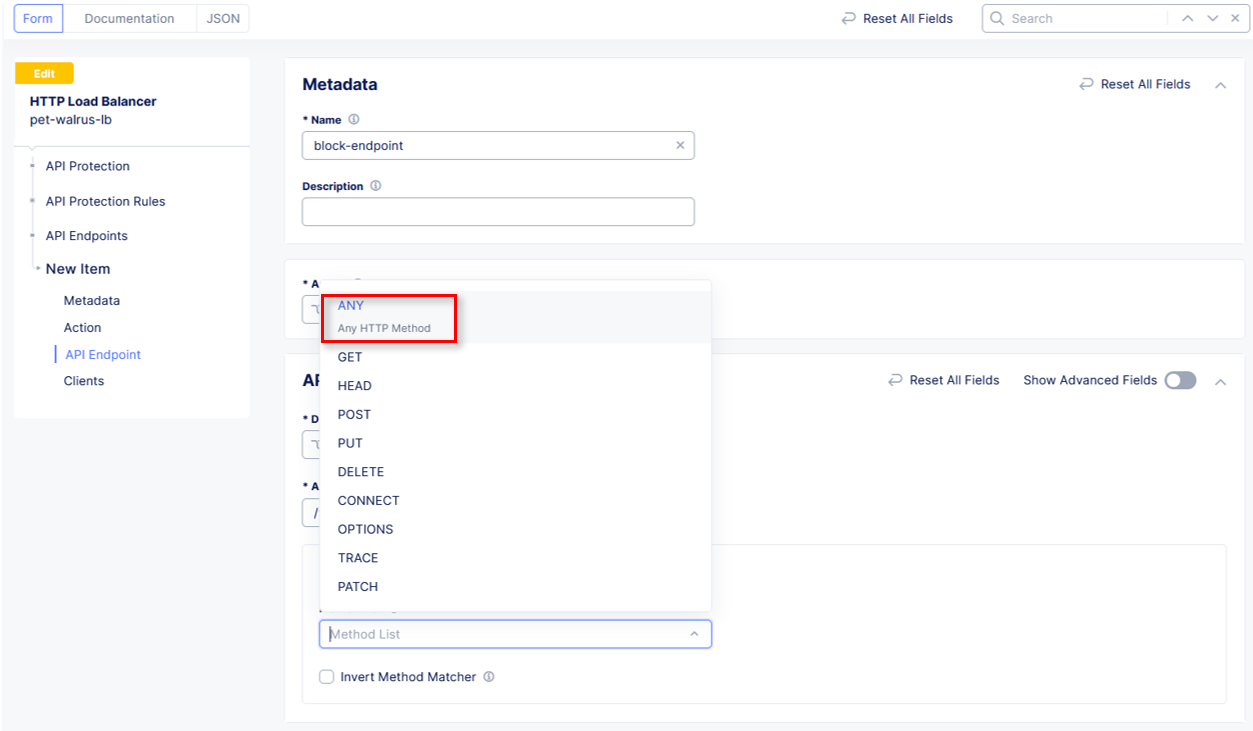 Form
Documentation
JSON
Reset All Fields
Search
Edit
HTTP Load Balancer
pet-walrus-lb
API Protection
API Protection Rules
API Endpoints
New Item
Metadata
Action
API Endpoint
Clients
Metadata
Reset All Fields
* Name
block-endpoint
Description
* A
ANY
Any HTTP Method
GET
HEAD
AP
Reset All Fields
Show Advanced Fields
POST
* D
PUT
DELETE
* A
CONNECT
/
OPTIONS
TRACE
PATCH
Method List
Invert Method Matcher